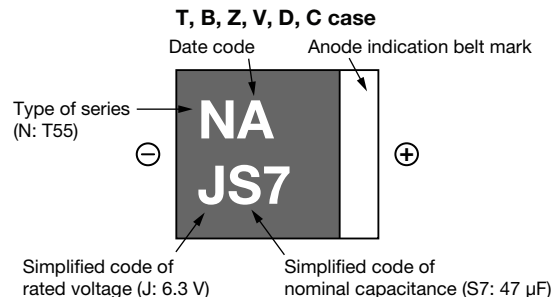 T, B, Z, V, D, C case
Date code
Anode indication belt mark
Type of series
(N: T55)
NA
⊖
⊕
JS7
Simplified code of
rated voltage (J: 6.3 V)
Simplified code of
nominal capacitance (S7: 47 µF)